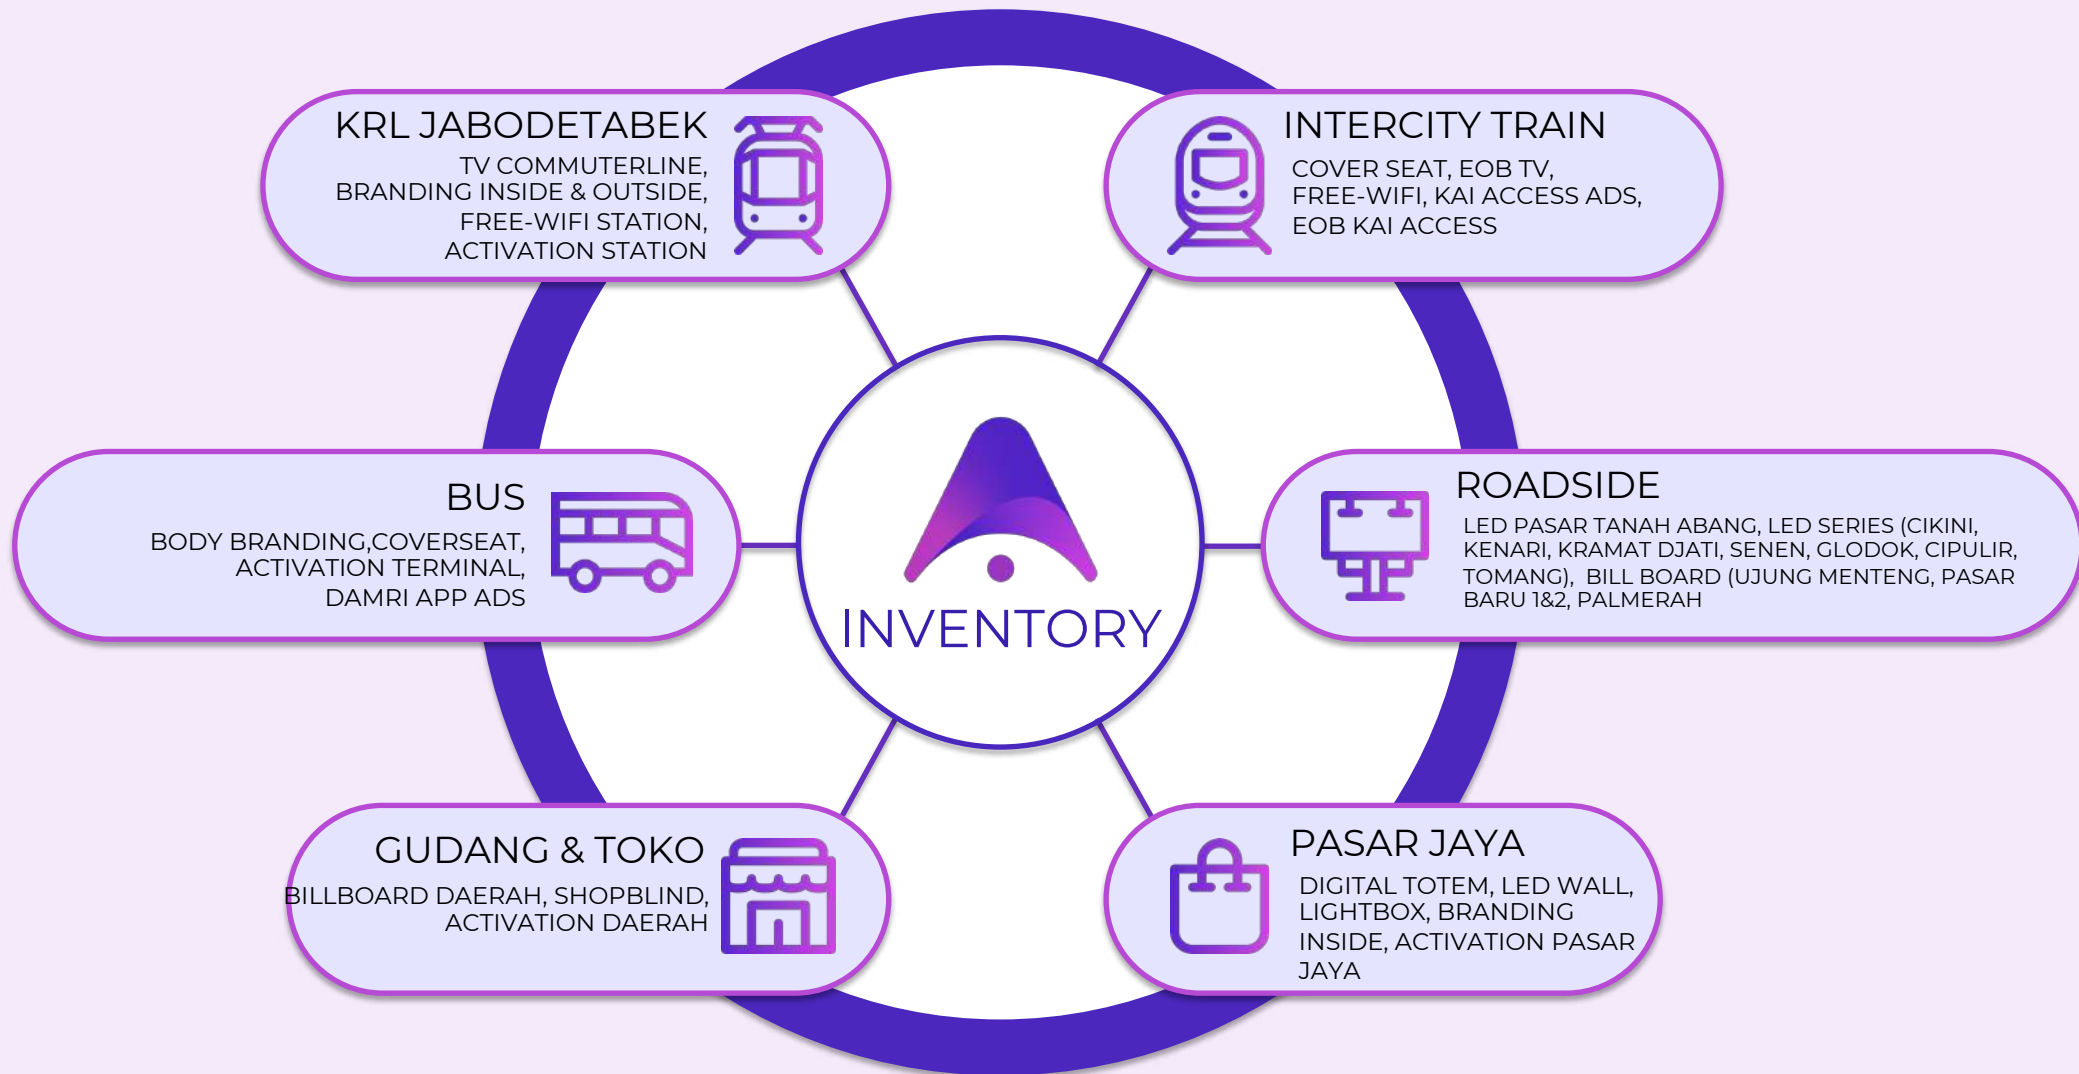 KRL JABODETABEK
TV COMMUTERLINE,
BRANDING INSIDE & OUTSIDE,
FREE-WIFI STATION,
ACTIVATION STATION
INTERCITY TRAIN
COVER SEAT, EOB TV,
FREE-WIFI, KAI ACCESS ADS,
EOB KAI ACCESS
BUS
BODY BRANDING,COVERSEAT,
ACTIVATION TERMINAL,
DAMRI APP ADS
INVENTORY
ROADSIDE
LED PASAR TANAH ABANG, LED SERIES (CIKINI,
KENARI, KRAMAT DJATI, SENEN, GLODOK, CIPULIR,
TOMANG), BILL BOARD (UJUNG MENTENG, PASAR
BARU 1&2, PALMERAH
GUDANG & TOKO
BILLBOARD DAERAH, SHOPBLIND,
ACTIVATION DAERAH
PASAR JAYA
DIGITAL TOTEM, LED WALL,
LIGHTBOX, BRANDING
INSIDE, ACTIVATION PASAR
JAYA